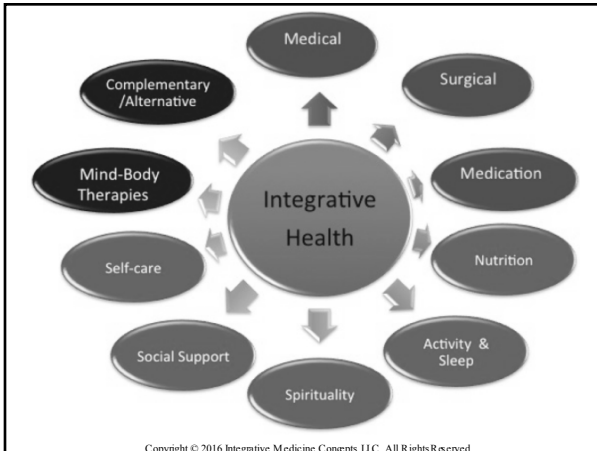 Medical
Surgical
Medication
Nutrition
Activity & 
Sleep
Spirituality
Social Support
Self-care
Mind-Body
Therapies
Complementary
/Alternative
Integrative
Health
Copyright © 2016 Integrative Medicine Concepts, LLC. All Rights Reserved